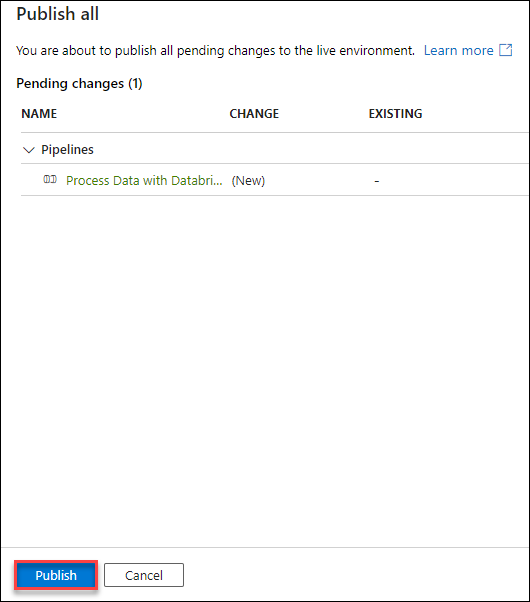 Publish all
You are about to publish all pending changes to the live environment. Learn more
Pending changes (1)
NAME CHANGE EXISTING
Pipelines
Process Data with Databri... (New) -
Publish Cancel